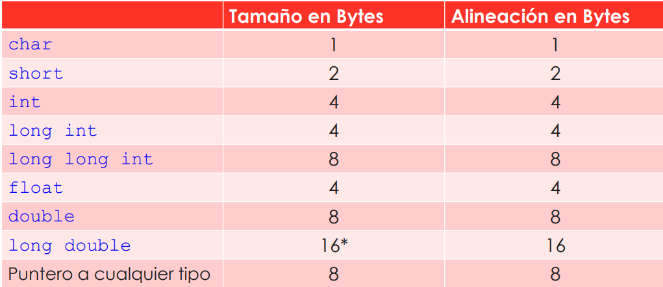 Tamaño en Bytes Alineación en Bytes
char 1 1
short 2 2
int 4 4
long int 4 4
long long int 8 8
float 4 4
double 8 8
long double 16* 16
Puntero a cualquier tipo 8 8